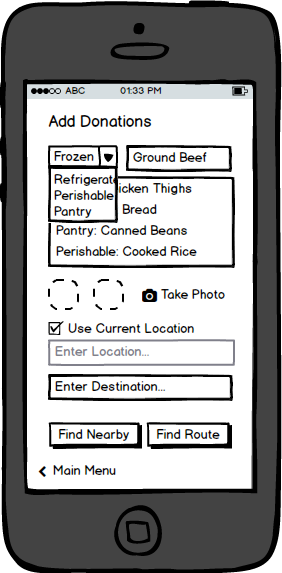 ABC 01:33 PM
Add Donations
Frozen Ground Beef
Refrigerate
Perishable
Pantry
icken Thighs
Bread
Pantry: Canned Beans
Perishable: Cooked Rice
Take Photo
Use Current Location
Enter Location...
Enter Destination...
Find Nearby Find Route
Main Menu